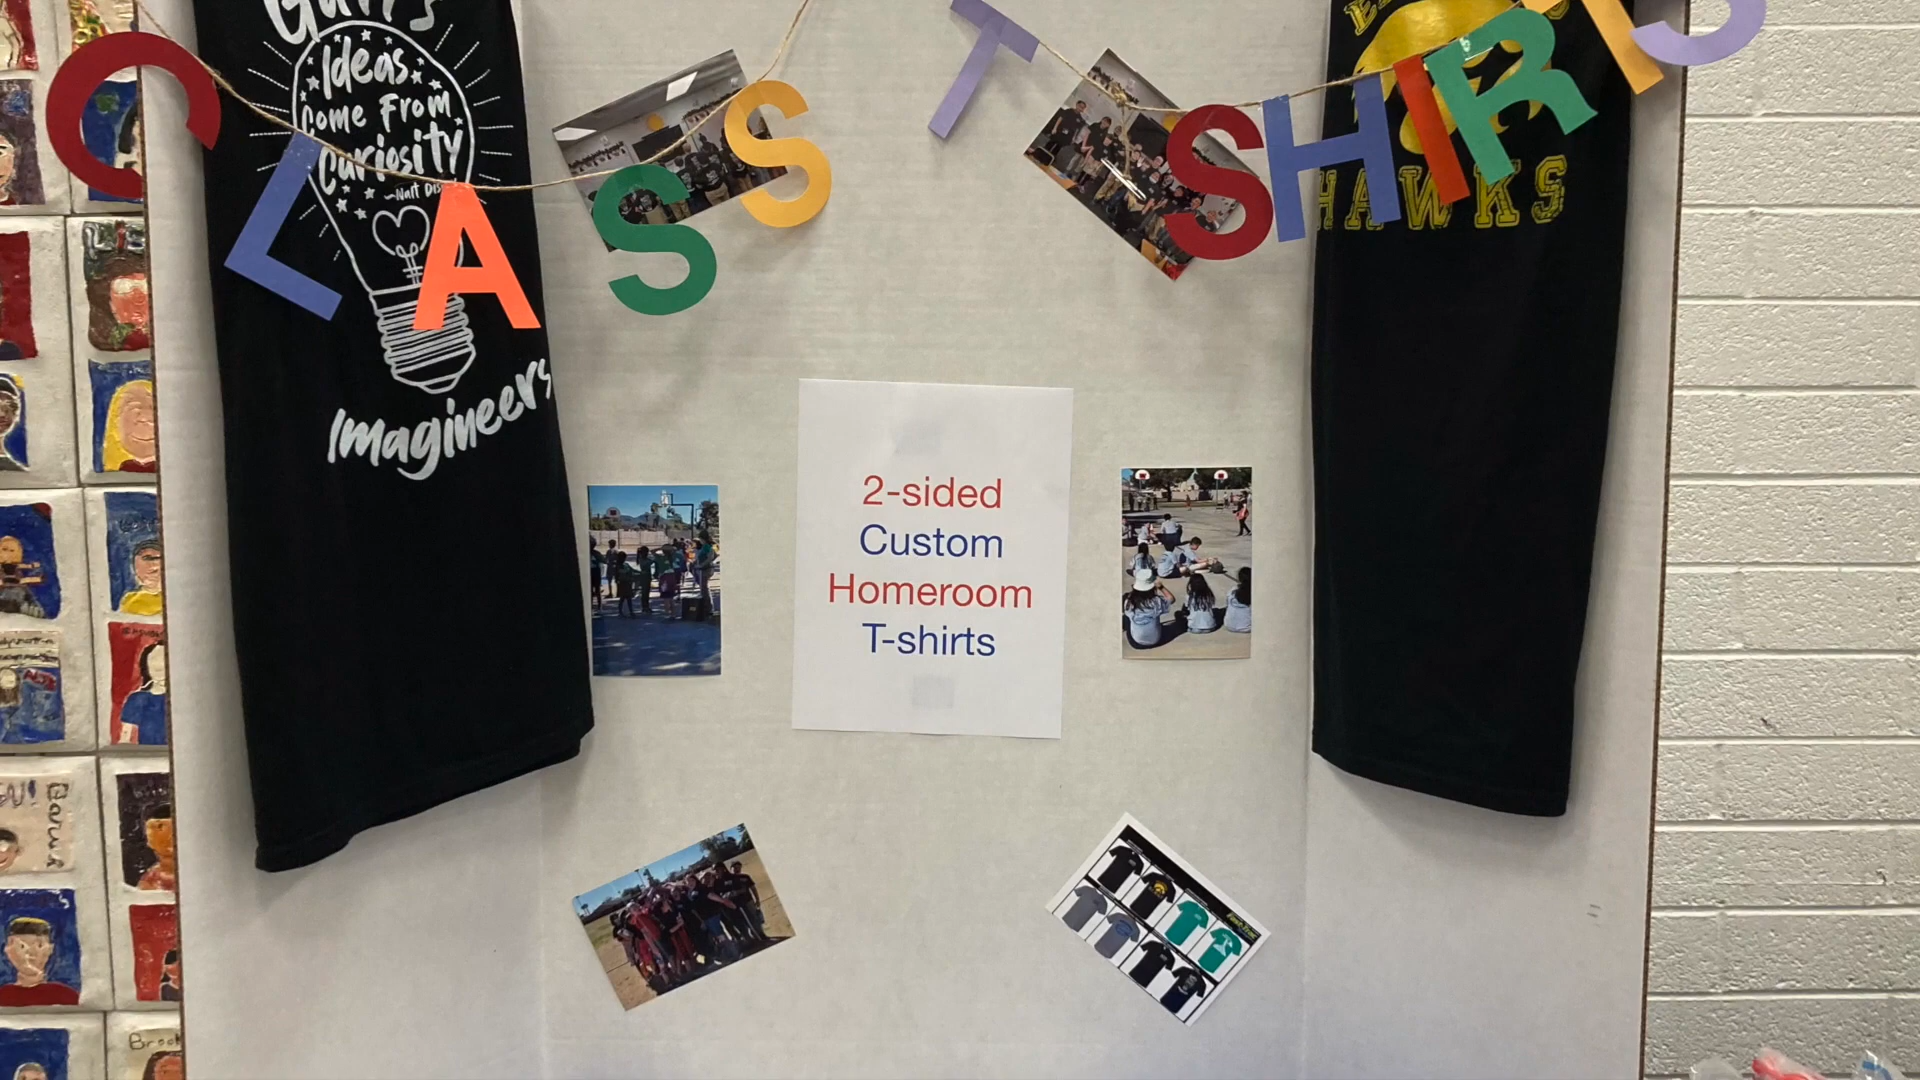 CLASS T SHIRTS
Ideas
Come From
Curiosity
Imagineers
HAWKS
2-sided
Custom
Homeroom
T-shirts